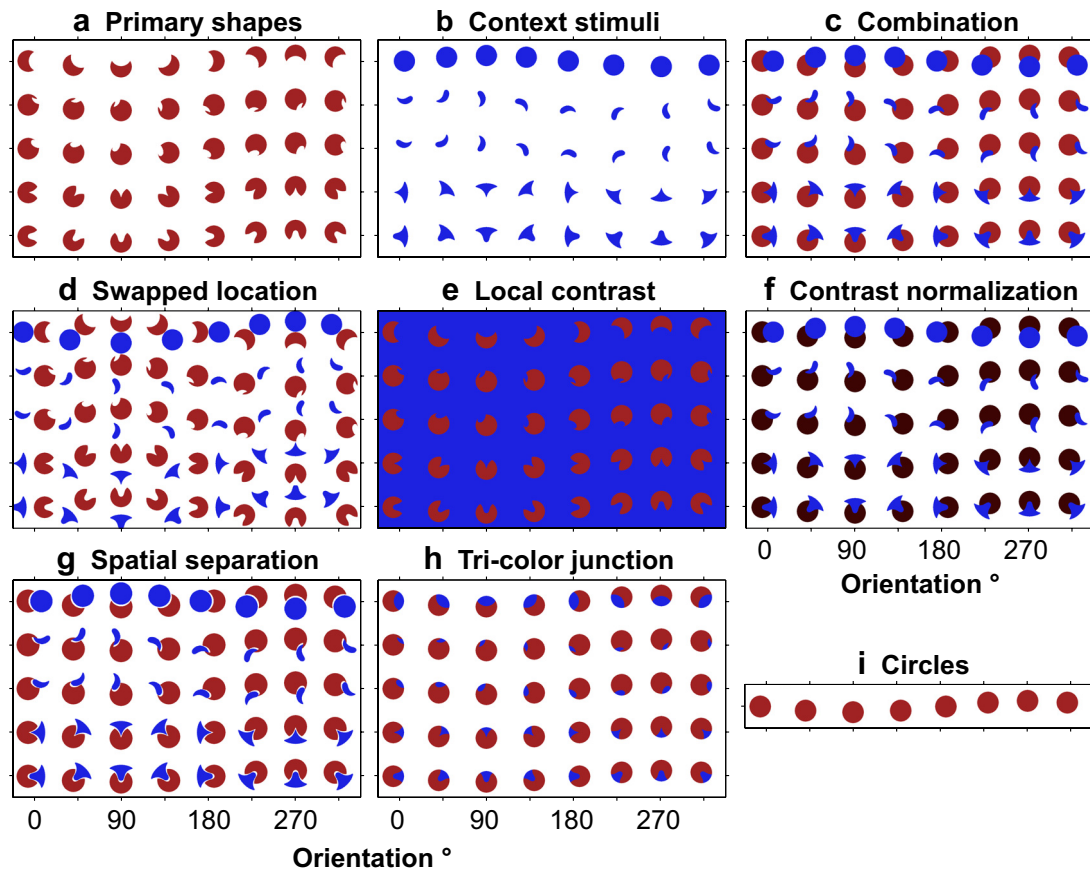 a Primary shapes
b Context stimuli
c Combination
d Swapped location
e Local contrast
f Contrast normalization
0 90 180 270
Orientation °
g Spatial separation
h Tri-color junction
i Circles
0 90 180 270
0 90 180 270
Orientation °